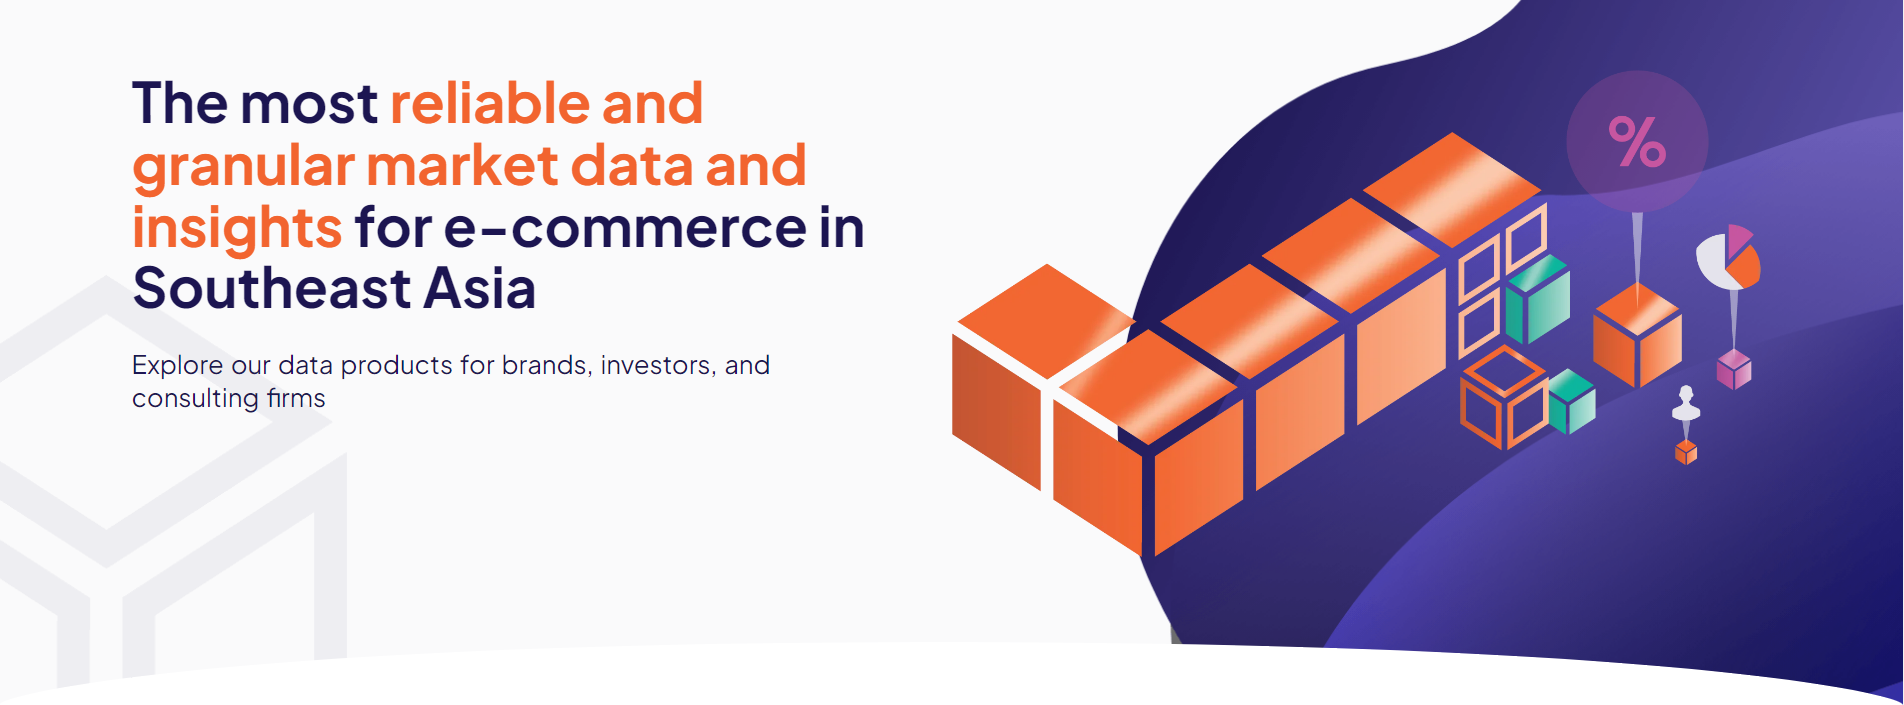 The most reliable and
granular market data and
insights for e-commerce in
Southeast Asia
Explore our data products for brands, investors, and
consulting firms
%